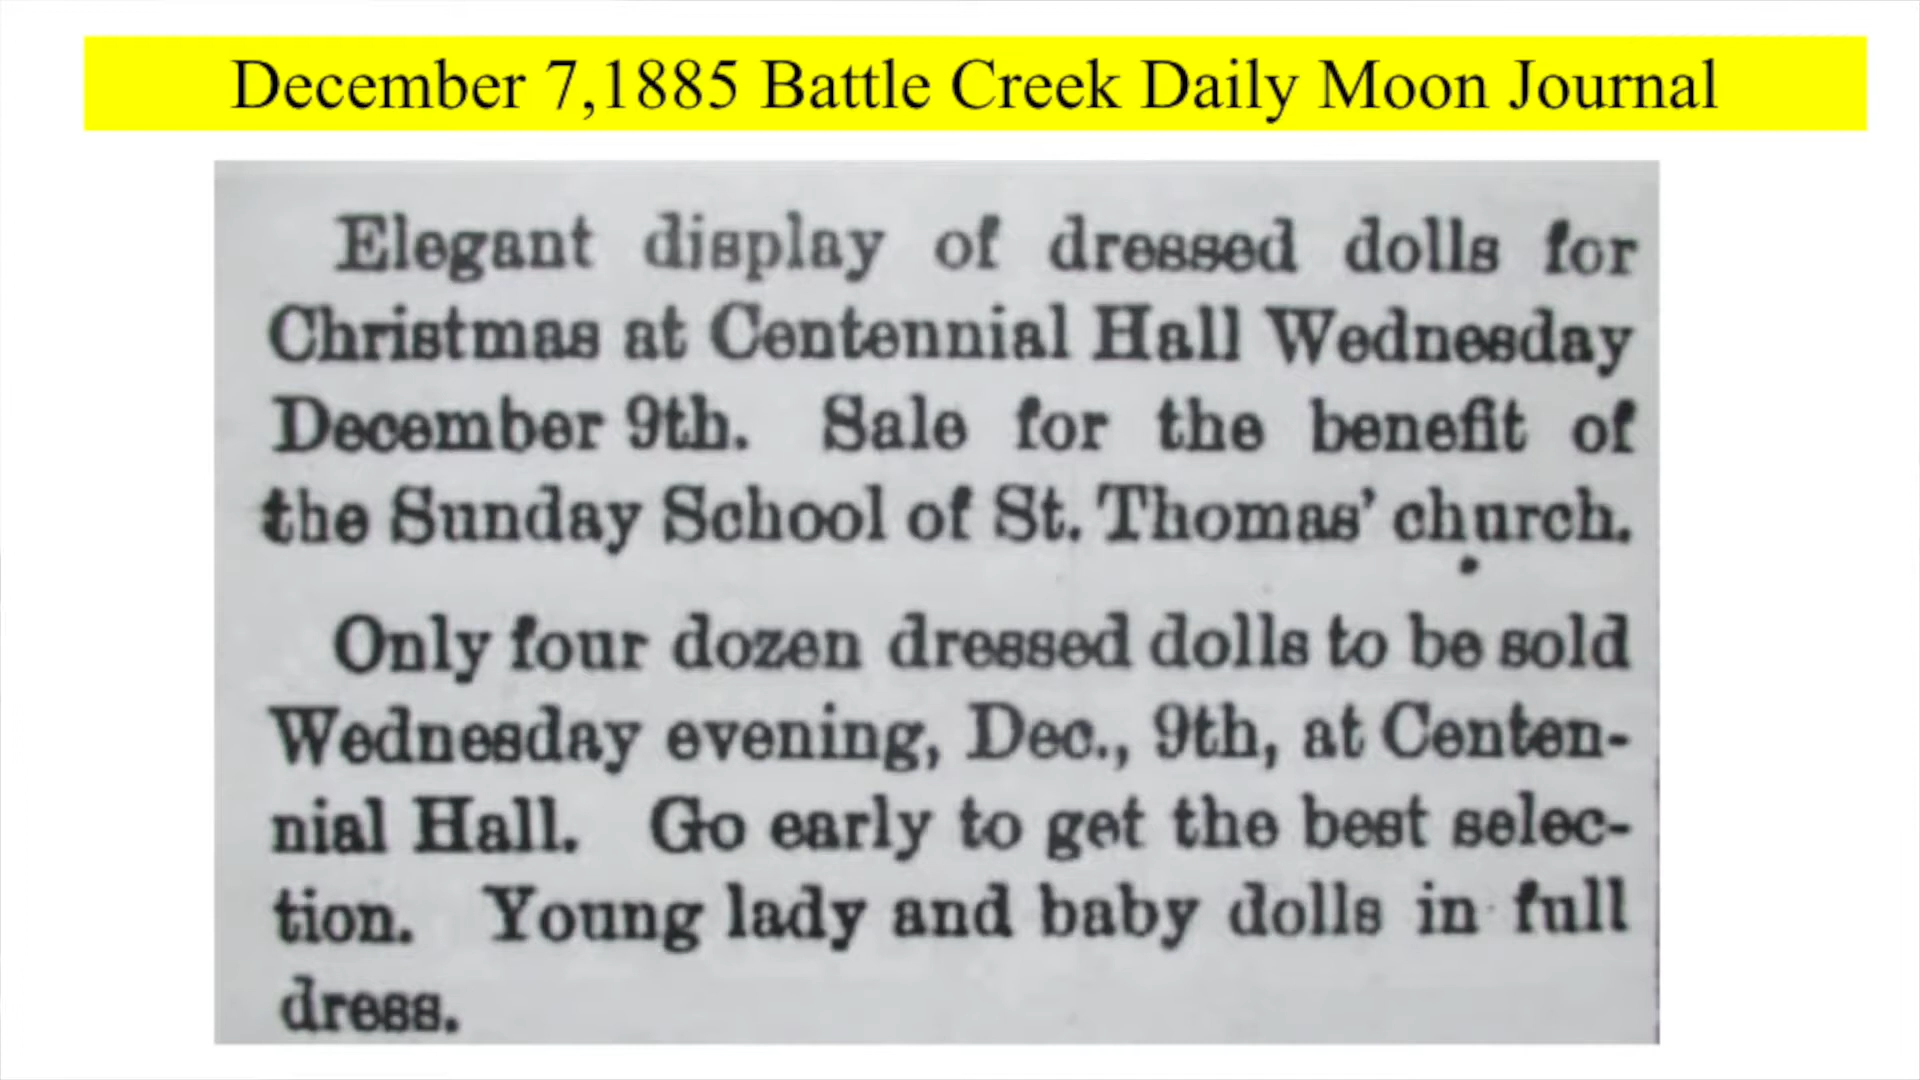 December 7,1885 Battle Creek Daily Moon Journal
Elegant display of dressed dolls for
Christmas at Centennial Hall Wednesday
December 9th. Sale for the benefit of
the Sunday School of St. Thomas' church.
Only four dozen dressed dolls to be sold
Wednesday evening, Dec., 9th, at Centen-
nial Hall. Go early to get the best selec-
tion. Young lady and baby dolls in full
dress.